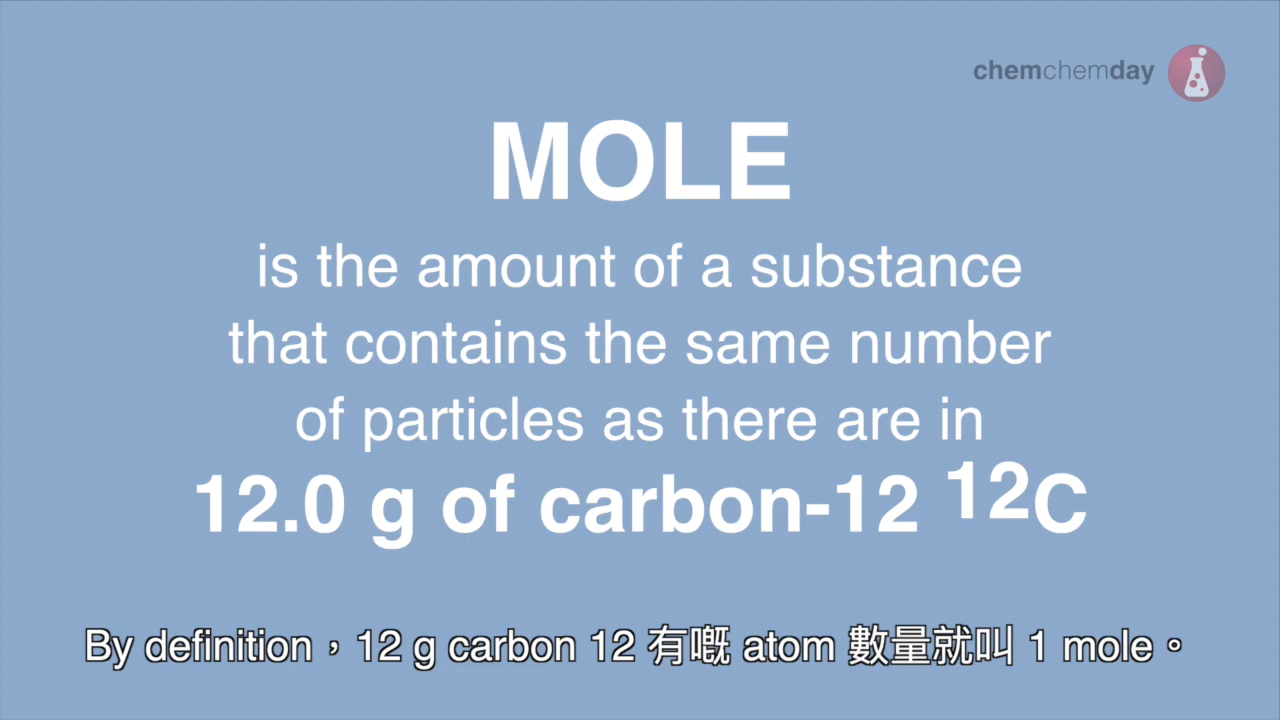 chemchemday
MOLE
is the amount of a substance
that contains the same number
of particles as there are in
12.0 g of carbon-12 ¹²C
By definition，12 g carbon 12 有嘅 atom 數量就叫 1 mole。